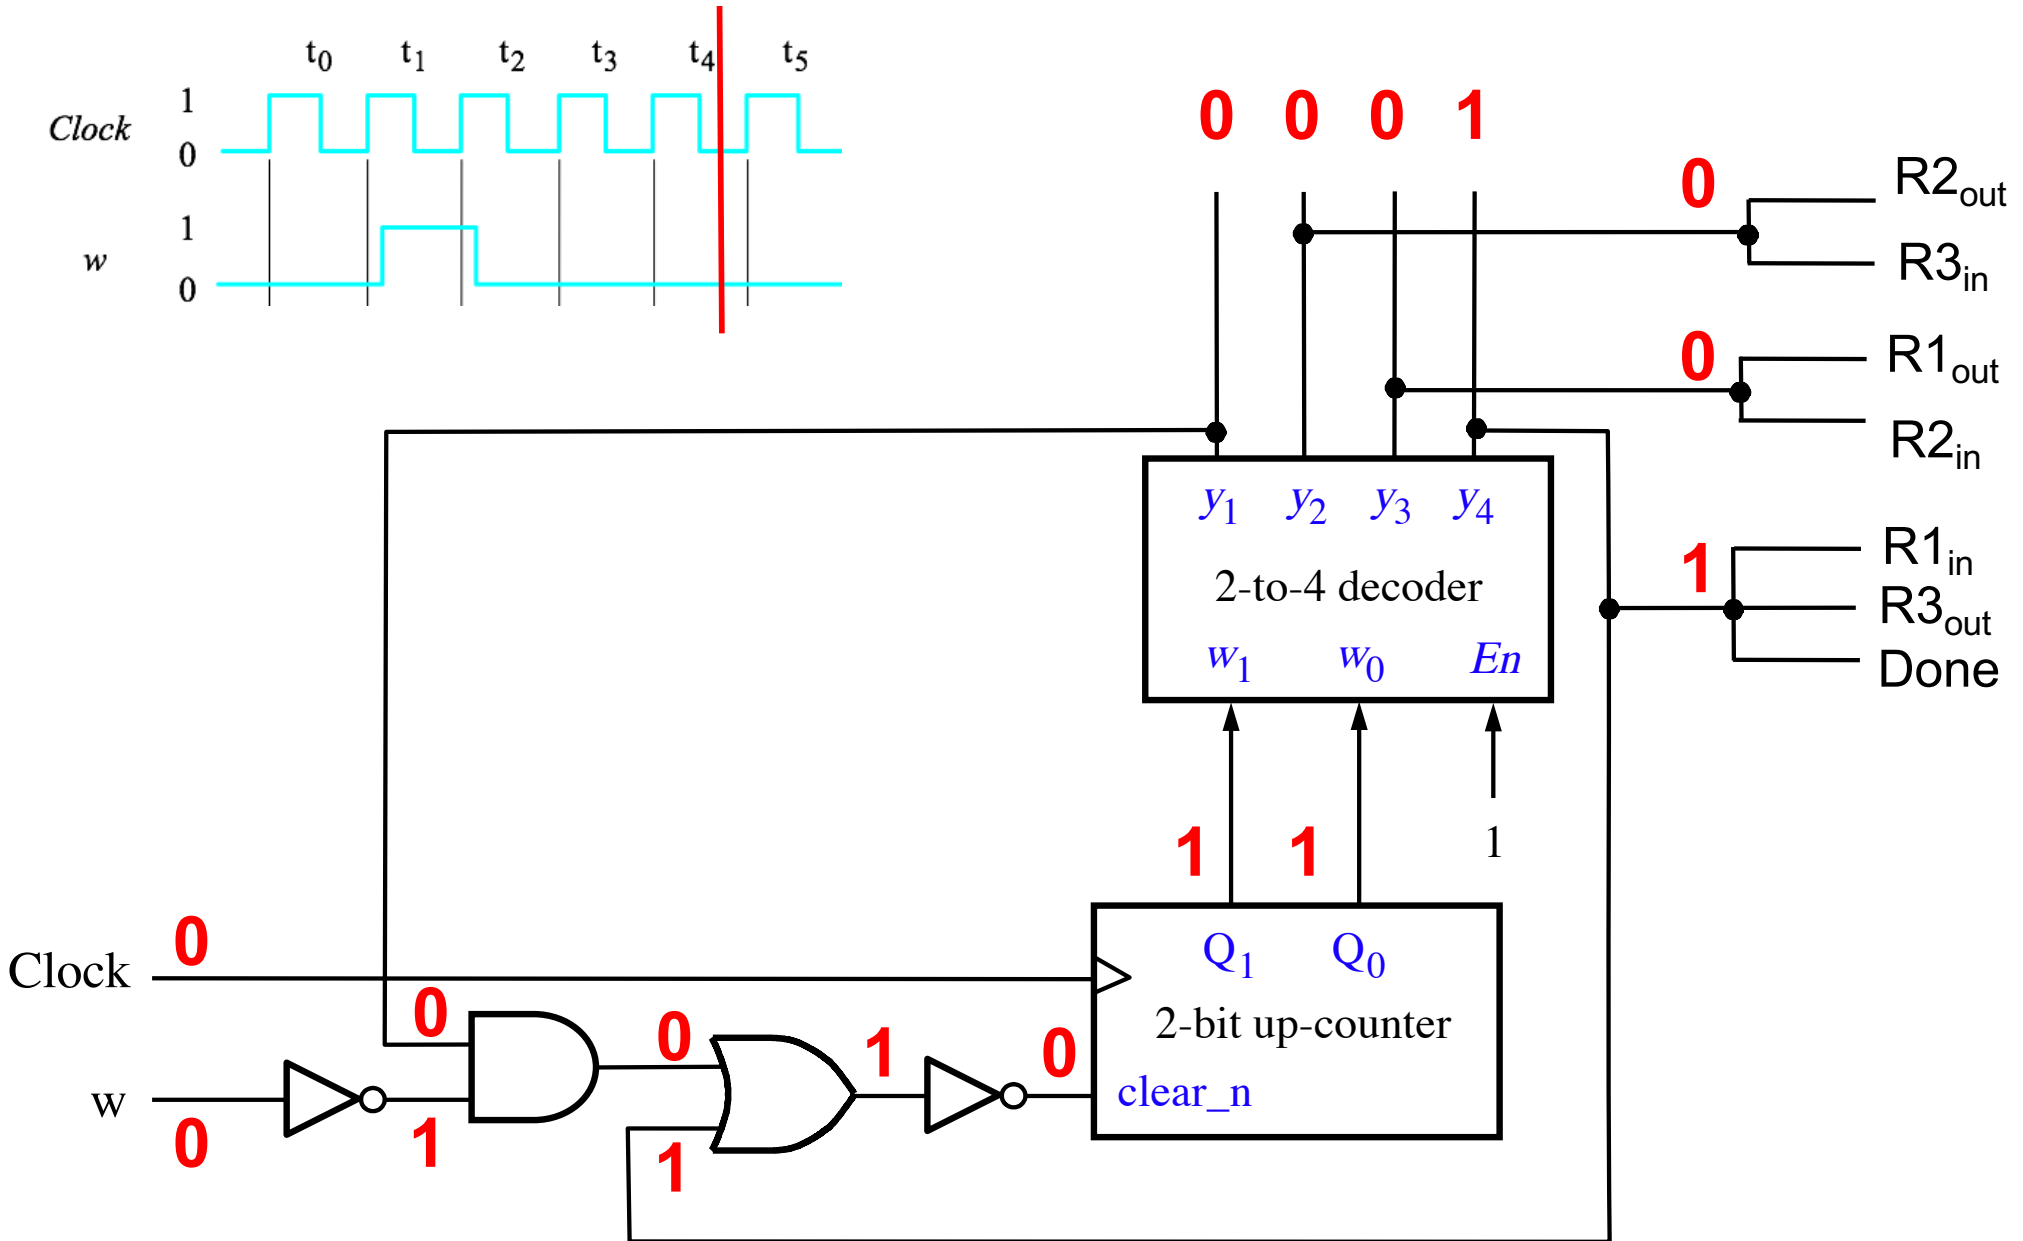 t0 t1 t2 t3 t4 t5
1
Clock
0
1
w
0
0 0 0 1
0
R2out
R3in
0
R1out
R2in
1
R1in
R3out
Done
y1 y2 y3 y4
2-to-4 decoder
w1 w0 En
1 1 1
Clock 0
Q1 Q0
2-bit up-counter
clear_n
0 0 1 0
w
0 1 1